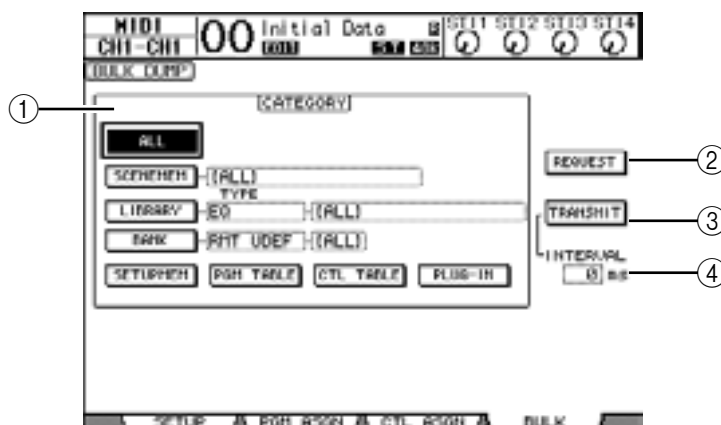 MIDI
CH1-CH1
00 Initial Data
EDIT
ST1 ST2 ST3 ST4
BULK DUMP
1
CATEGORY
ALL
REQUEST
2
SCENEMEM
(ALL)
TYPE
LIBRARY
EQ
(ALL)
TRANSMIT
3
BANK
RMT UDEF
(ALL)
INTERVAL
0 ms
4
SETUPMEM PGM TABLE CTL TABLE PLUG-IN
SETUP PGM ASGN CTL ASGN BULK